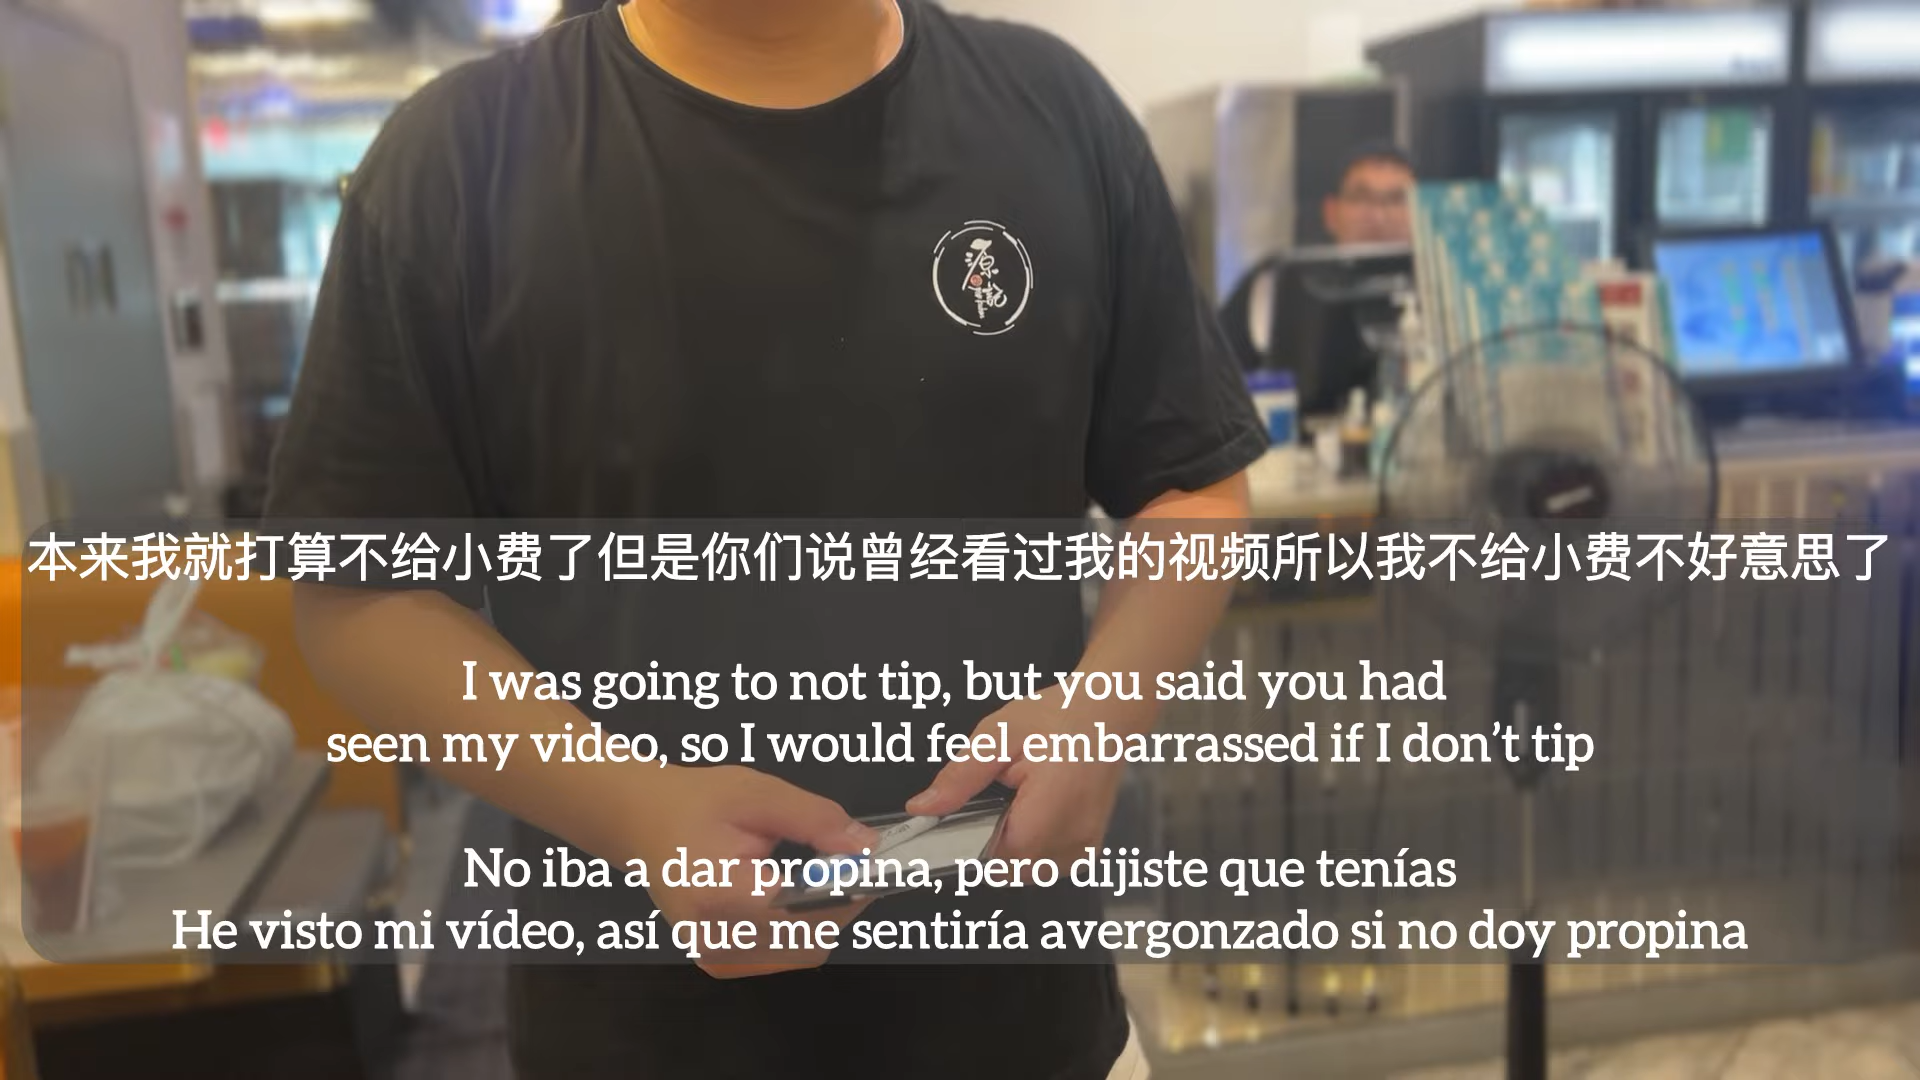 源
记
本来我就打算不给小费了但是你们说曾经看过我的视频所以我不给小费不好意思了
I was going to not tip, but you said you had
seen my video, so I would feel embarrassed if I don’t tip
No iba a dar propina, pero dijiste que tenías
He visto mi vídeo, así que me sentiría avergonzado si no doy propina